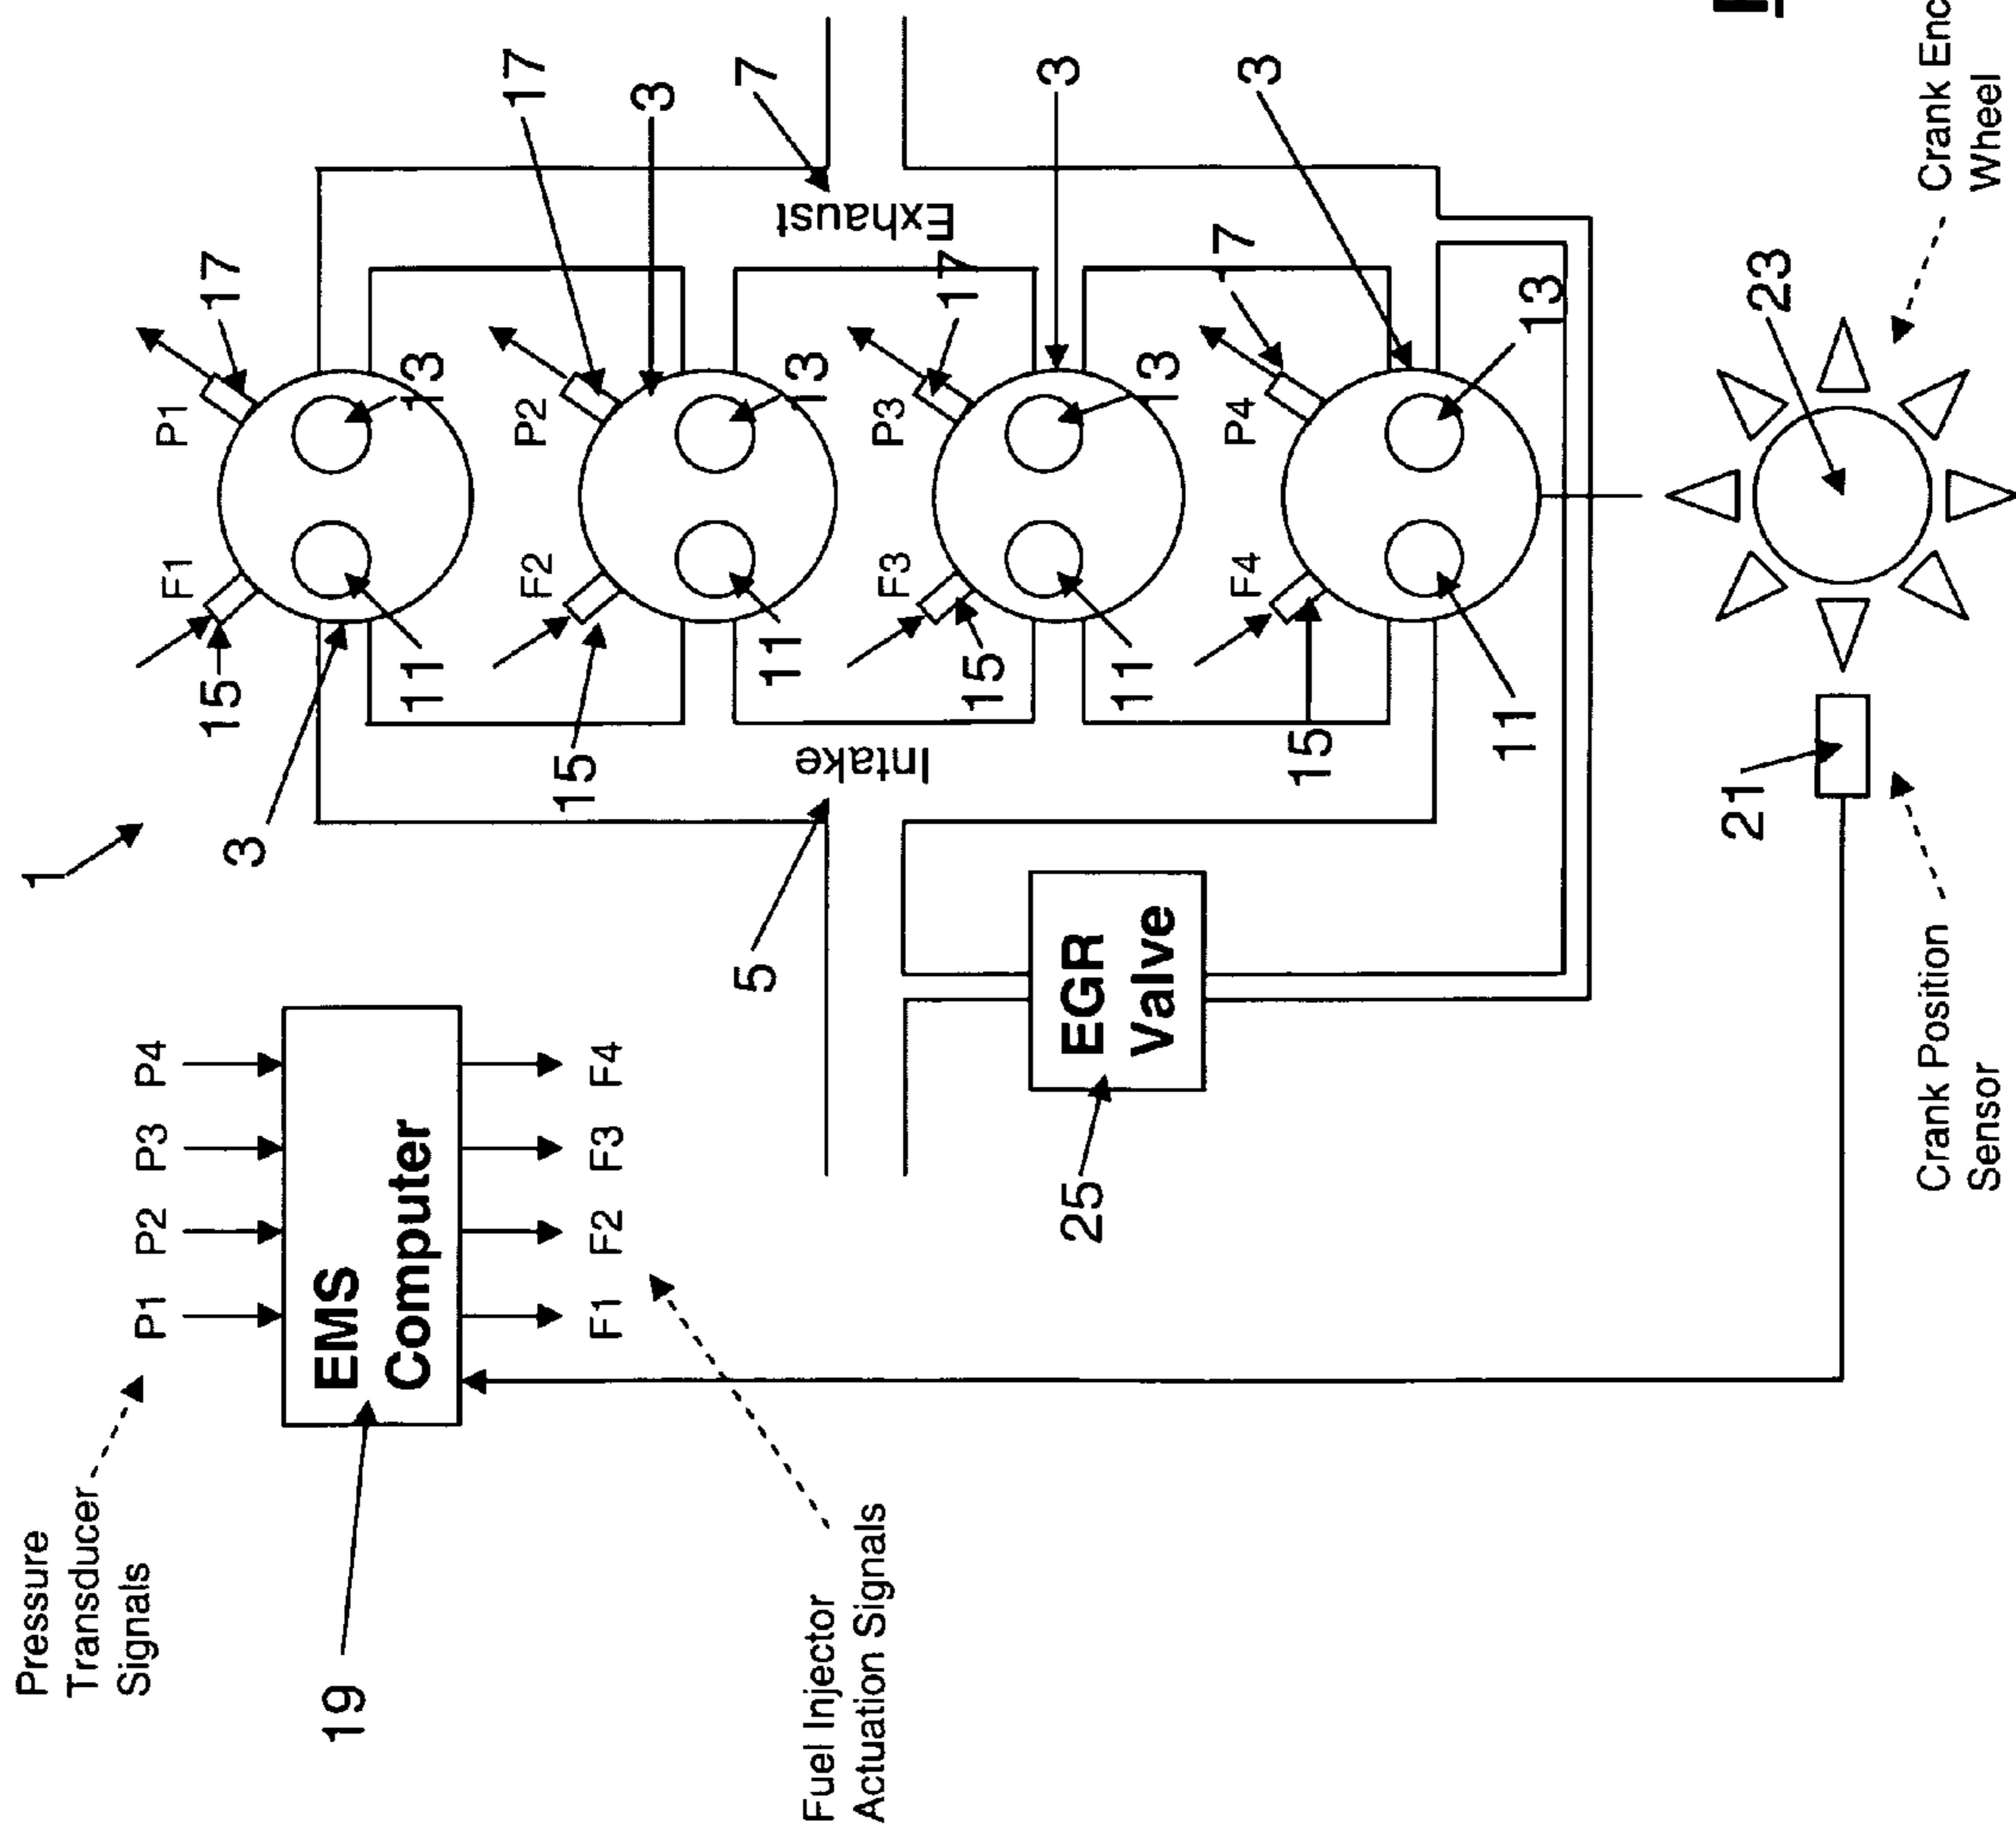 Pressure
Transducer
Signals
P1 P2 P3 P4
19
EMS
Computer
F1 F2 F3 F4
Fuel Injector
Actuation Signals
1
3
5
Intake
7
Exhaust
F1
P1
15
17
11
13
F2
P2
15
17
3
11
13
F3
P3
15
17
3
11
13
F4
P4
15
17
3
11
13
25
EGR
Valve
21
23
Crank Position
Sensor
Crank
Wheel